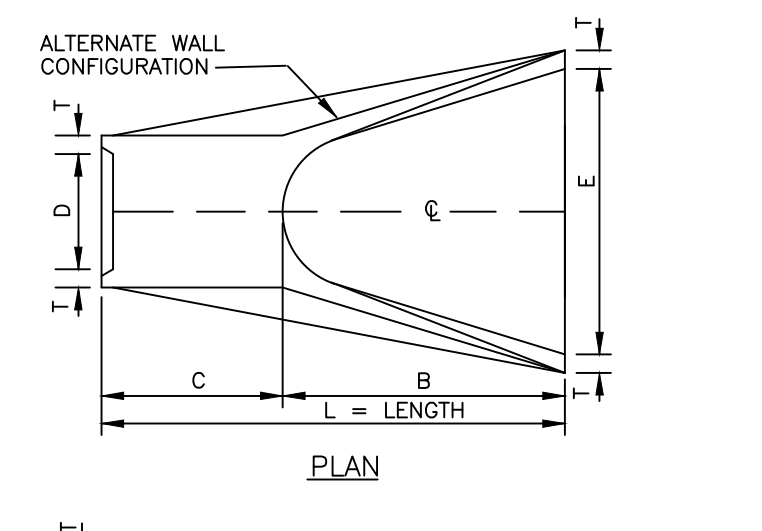 T
ALTERNATE WALL
CONFIGURATION
T
D
E
℄
T
C
B
T
L = LENGTH
PLAN
T